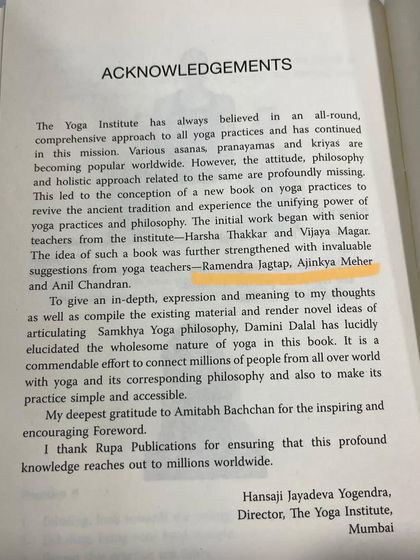 ACKNOWLEDGEMENTS
The Yoga Institute has always believed in an all-round,
comprehensive approach to all yoga practices and has continued
in this mission. Various asanas, pranayamas and kriyas are
becoming popular worldwide. However, the attitude, philosophy
and holistic approach related to the same are profoundly missing.
This led to the conception of a new book on yoga practices to
revive the ancient tradition and experience the unifying power of
yoga practices and philosophy. The initial work began with senior
teachers from the institute—Harsha Thakkar and Vijaya Magar.
The idea of such a book was further strengthened with invaluable
suggestions from yoga teachers—Ramendra Jagtap, Ajinkya Meher
and Anil Chandran.
To give an in-depth, expression and meaning to my thoughts
as well as compile the existing material and render novel ideas of
articulating Samkhya Yoga philosophy, Damini Dalal has lucidly
elucidated the wholesome nature of yoga in this book. It is a
commendable effort to connect millions of people from all over world
with yoga and its corresponding philosophy and also to make its
practice simple and accessible.
My deepest gratitude to Amitabh Bachchan for the inspiring and
encouraging Foreword.
I thank Rupa Publications for ensuring that this profound
knowledge reaches out to millions worldwide.
Hansaji Jayadeva Yogendra,
Director, The Yoga Institute,
Mumbai